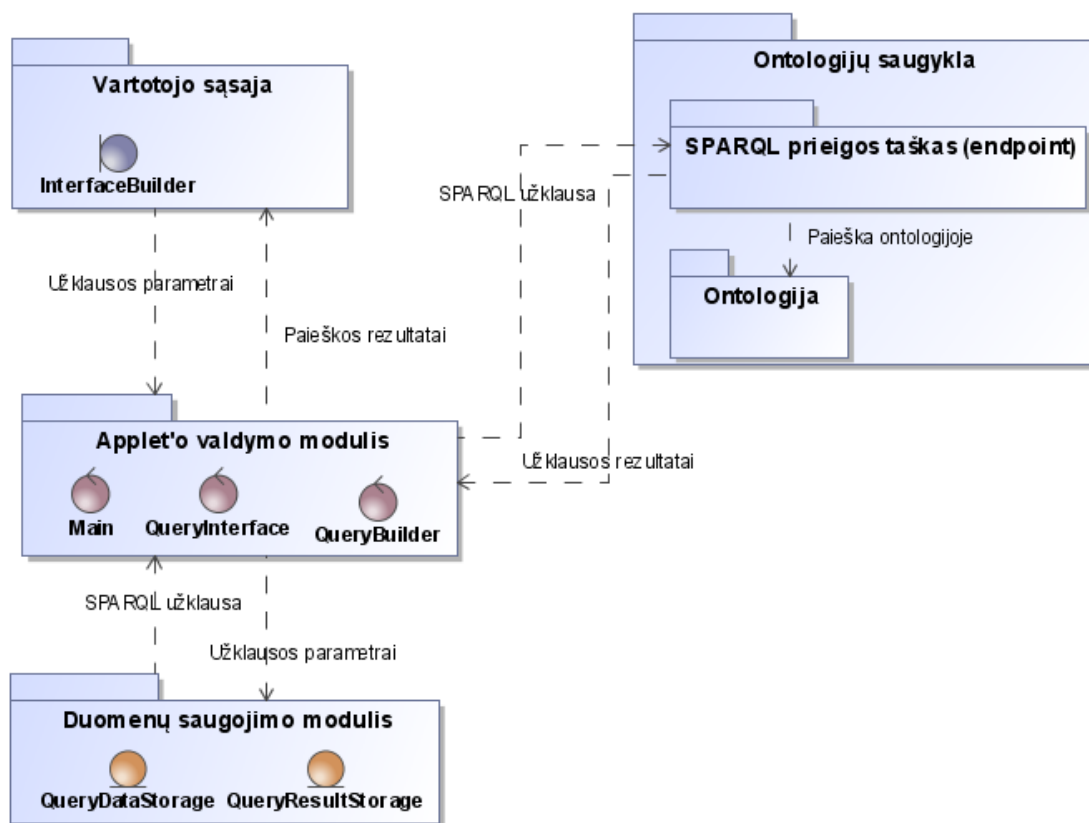 Vartotojo sąsaja
InterfaceBuilder
Ontologijų saugykla
SPARQL prieigos taškas (endpoint)
SPARQL užklausa
Paieška ontologijoje
Ontologija
Užklausos parametrai
Paieškos rezultatai
Applet'o valdymo modulis
Main
QueryInterface
QueryBuilder
Užklausos rezultatai
SPARQL užklausa
Užklausos parametrai
Duomenų saugojimo modulis
QueryDataStorage
QueryResultStorage